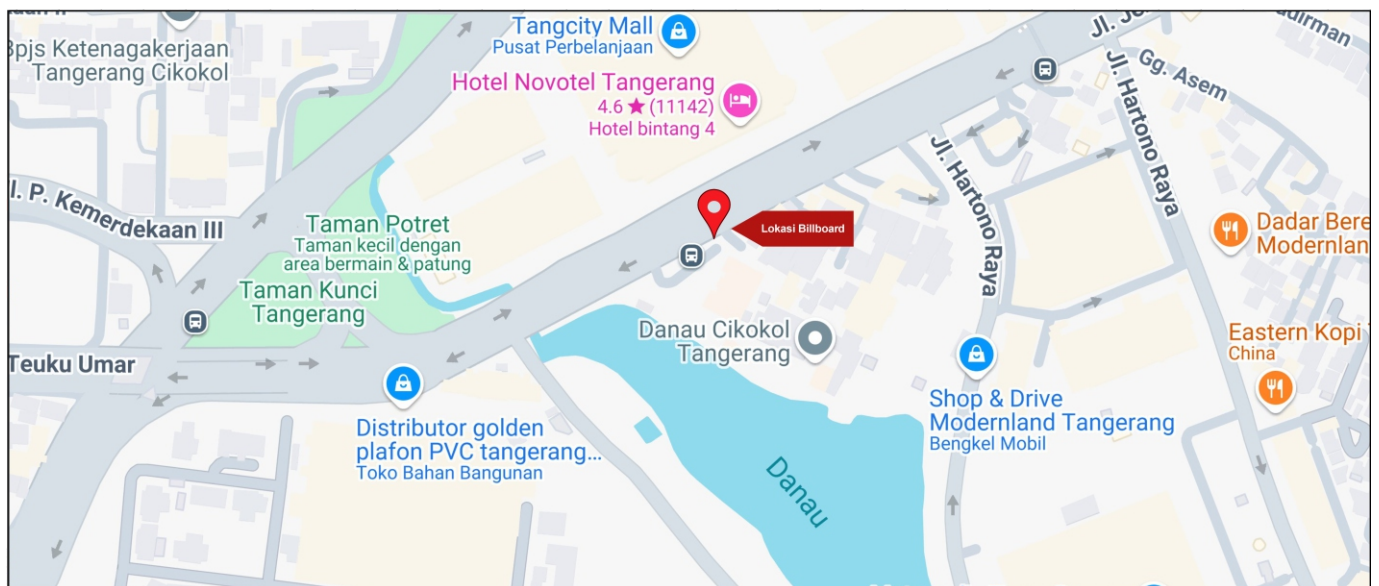 Bpjs Ketenagakerjaan
Tangerang Cikokol
Tangcity Mall
Pusat Perbelanjaan
Hotel Novotel Tangerang
4.6 ★ (11142)
Hotel bintang 4
Gg. Asem
Jl. Hartono Raya
Jl. Hartono Raya
l. P. Kemerdekaan III
Taman Potret
Taman kecil dengan
area bermain & patung
Taman Kunci
Tangerang
Lokasi Billboard
Dadar Bere
Modernlan
Teuku Umar
Danau Cikokol
Tangerang
Eastern Kopi
China
Distributor golden
plafon PVC tangerang...
Toko Bahan Bangunan
Shop & Drive
Modernland Tangerang
Bengkel Mobil
Danau